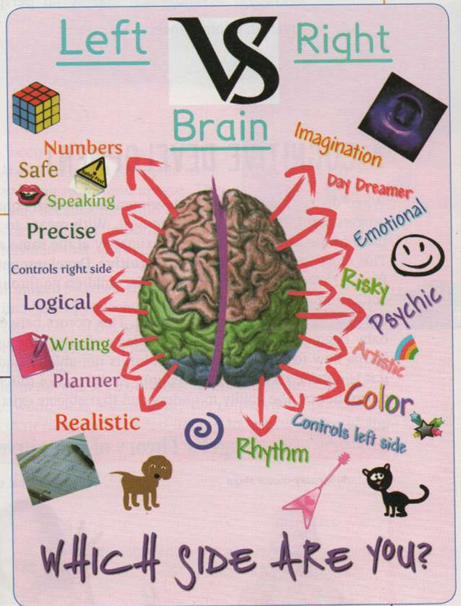 Left VS Right
Brain
Numbers
Safe
Speaking
Precise
Controls right side
Logical
Writing
Planner
Realistic
Imagination
Day Dreamer
Emotional
Risky
Psychic
Artistic
Color
Controls left side
Rhythm
WHICH SIDE ARE YOU?